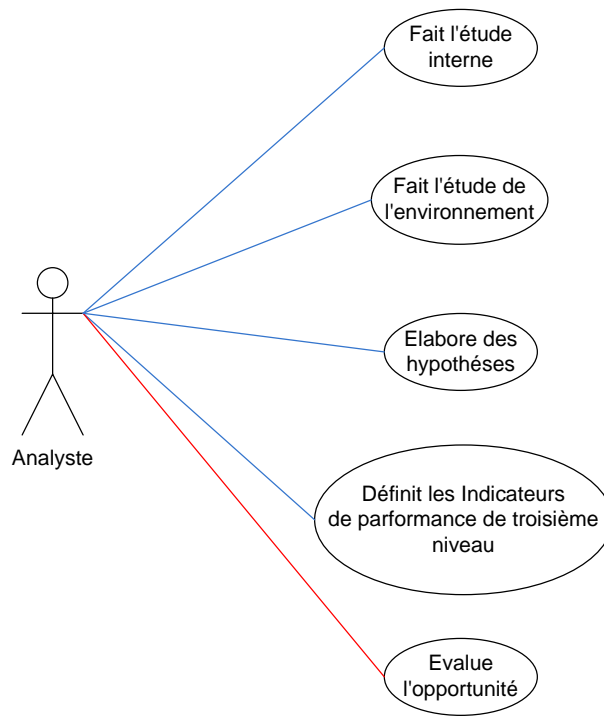 Fait l'étude
interne
Fait l'étude de
l'environnement
Elabore des
hypothéses
Analyste
Définit les Indicateurs
de parformance de troisième
niveau
Evalue
l'opportunité